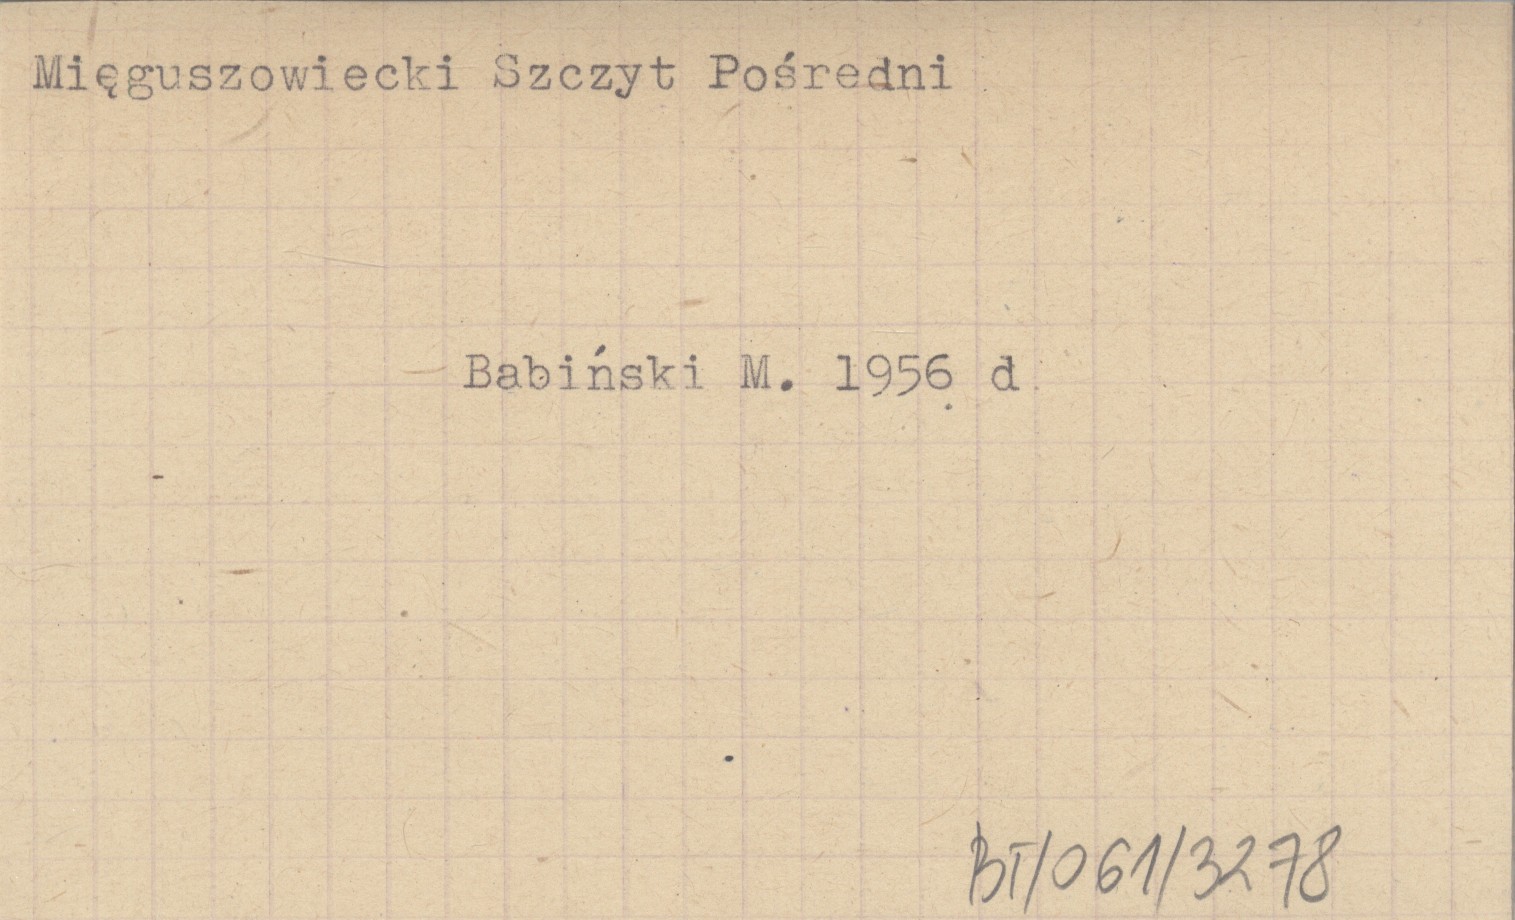 Mięguszowiecki Szczyt Pośredni
Babiński M. 1956 d
BT/061/3278